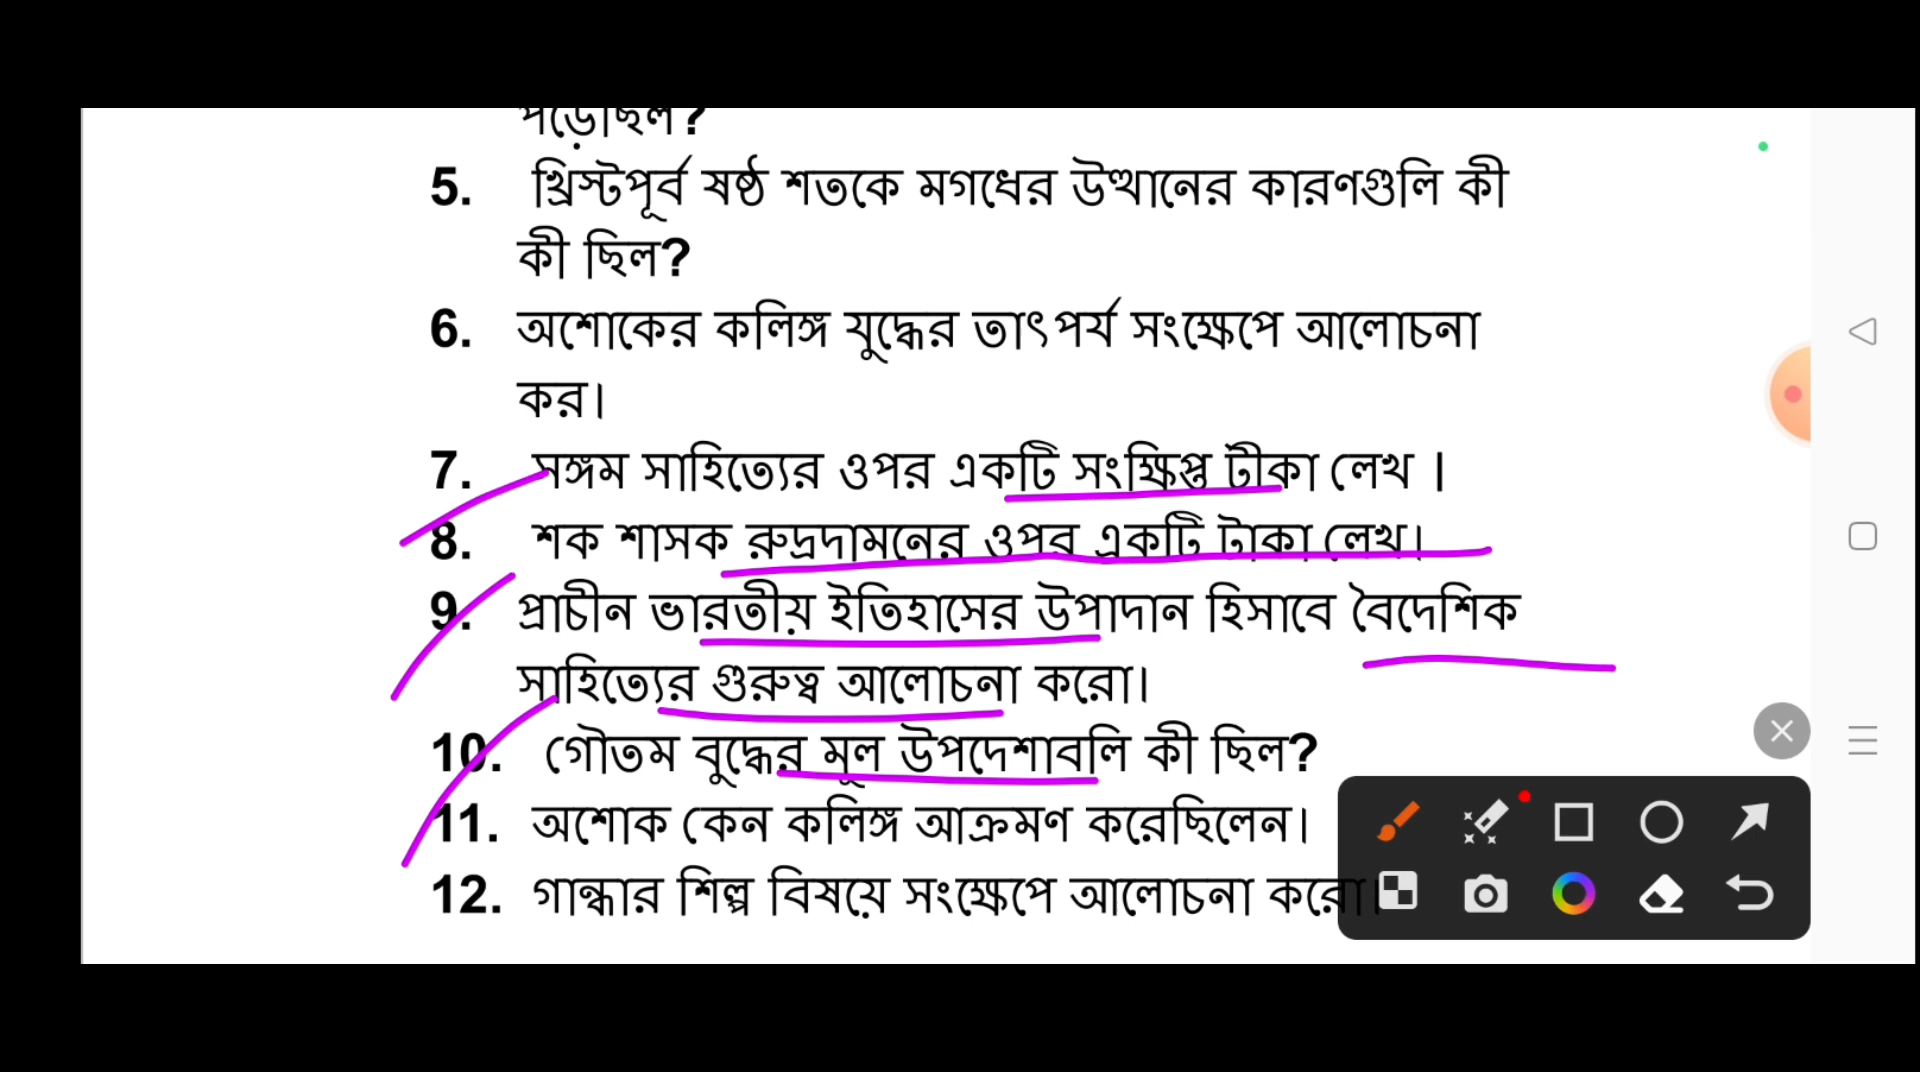 পড়েছিল?
5. খ্রিস্টপূর্ব ষষ্ঠ শতকে মগধের উত্থানের কারণগুলি কী
কী ছিল?
6. অশোকের কলিঙ্গ যুদ্ধের তাৎপর্য সংক্ষেপে আলোচনা
কর।
7. সঙ্গম সাহিত্যের ওপর একটি সংক্ষিপ্ত টীকা লেখ ।
8. শক শাসক রুদ্রদামনের ওপর একটি টাকা লেখ।
9. প্রাচীন ভারতীয় ইতিহাসের উপাদান হিসাবে বৈদেশিক
সাহিত্যের গুরুত্ব আলোচনা করো।
10. গৌতম বুদ্ধের মূল উপদেশাবলি কী ছিল?
11. অশোক কেন কলিঙ্গ আক্রমণ করেছিলেন।
12. গান্ধার শিল্প বিষয়ে সংক্ষেপে আলোচনা করো।